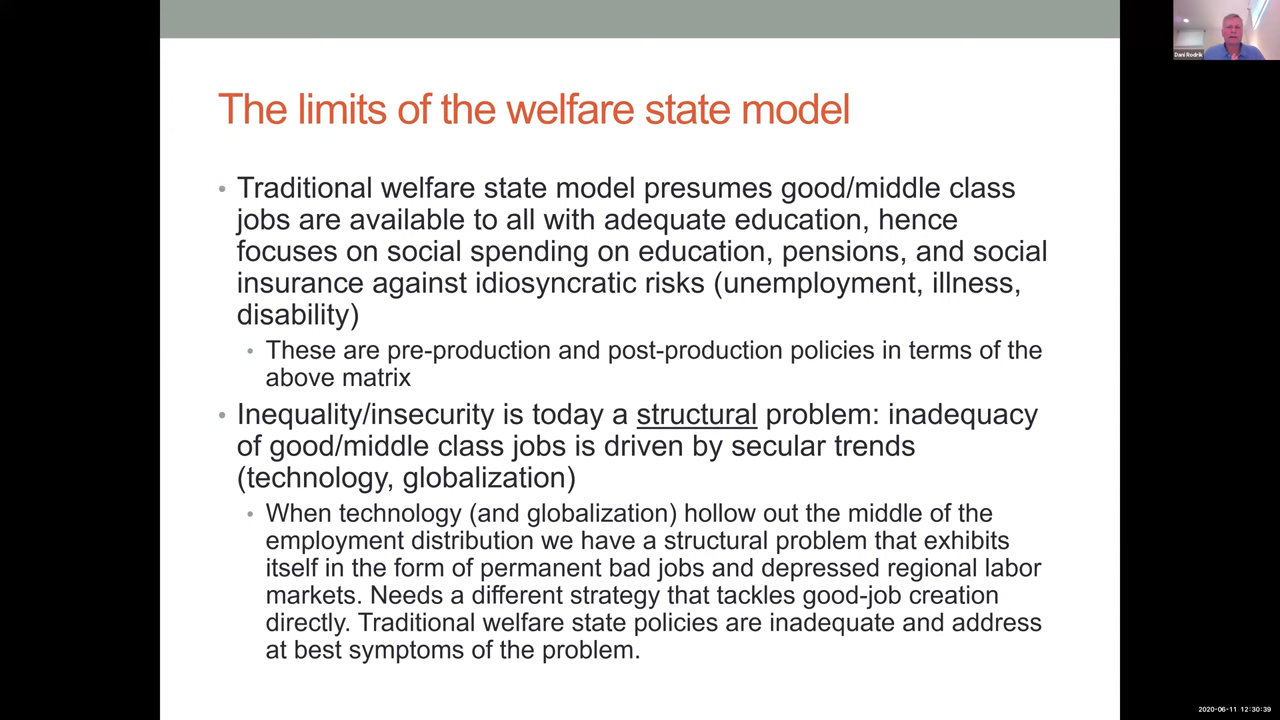 Dani Rodrik
The limits of the welfare state model
• Traditional welfare state model presumes good/middle class
jobs are available to all with adequate education, hence
focuses on social spending on education, pensions, and social
insurance against idiosyncratic risks (unemployment, illness,
disability)
• These are pre-production and post-production policies in terms of the
above matrix
• Inequality/insecurity is today a structural problem: inadequacy
of good/middle class jobs is driven by secular trends
(technology, globalization)
• When technology (and globalization) hollow out the middle of the
employment distribution we have a structural problem that exhibits
itself in the form of permanent bad jobs and depressed regional labor
markets. Needs a different strategy that tackles good-job creation
directly. Traditional welfare state policies are inadequate and address
at best symptoms of the problem.
2020-06-11 12:30:39